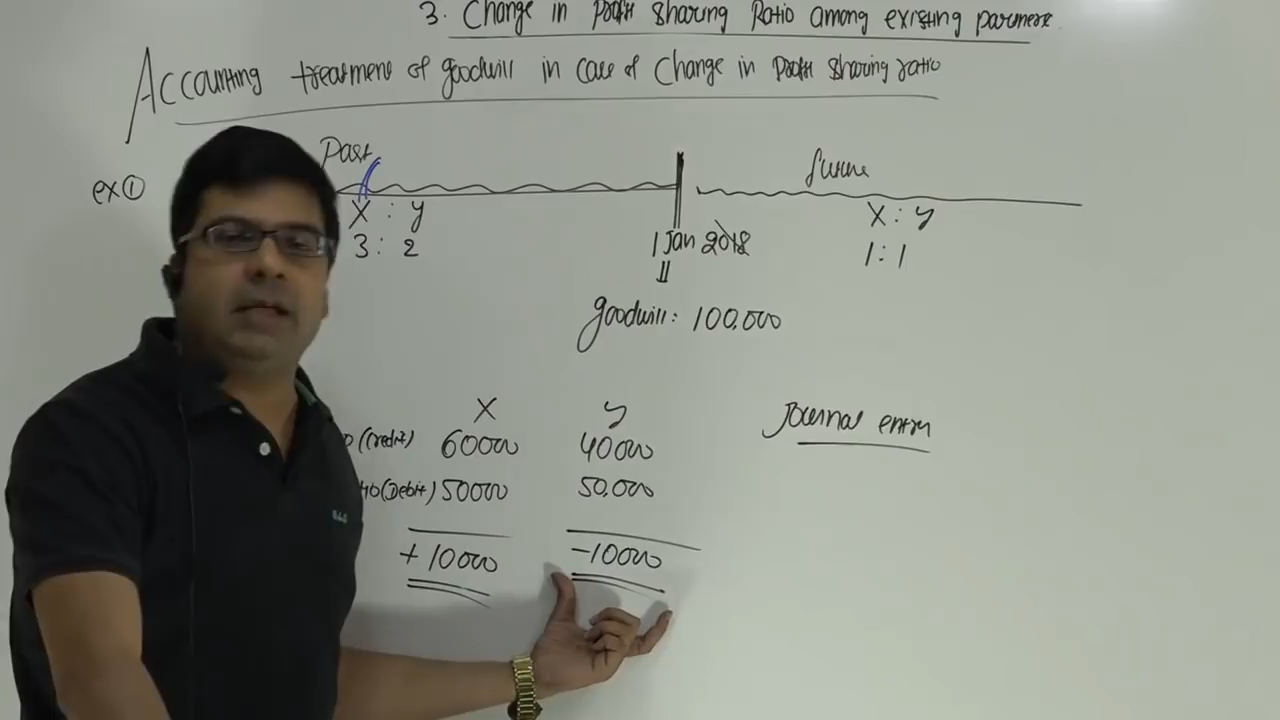 3. Change in Profit Sharing Ratio among existing partners
Accounting treatment of goodwill in case of Change in Profit Sharing ratio
Past
future
ex ①
X : y
3 : 2
1 Jan 2018
X : y
1 : 1
goodwill: 100,000
X y
(Credit) 60000 40000
(Debit) 50000 50,000
+10000 -10000
Journal entry